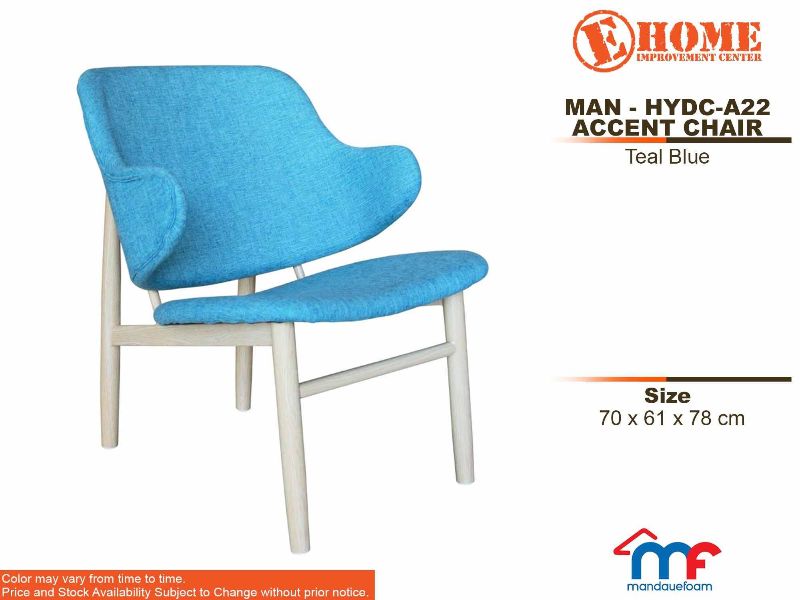 E HOME
IMPROVEMENT CENTER
MAN - HYDC-A22
ACCENT CHAIR
Teal Blue
Size
70 x 61 x 78 cm
mf
mandauefoam
Color may vary from time to time.
Price and Stock Availability Subject to Change without prior notice.